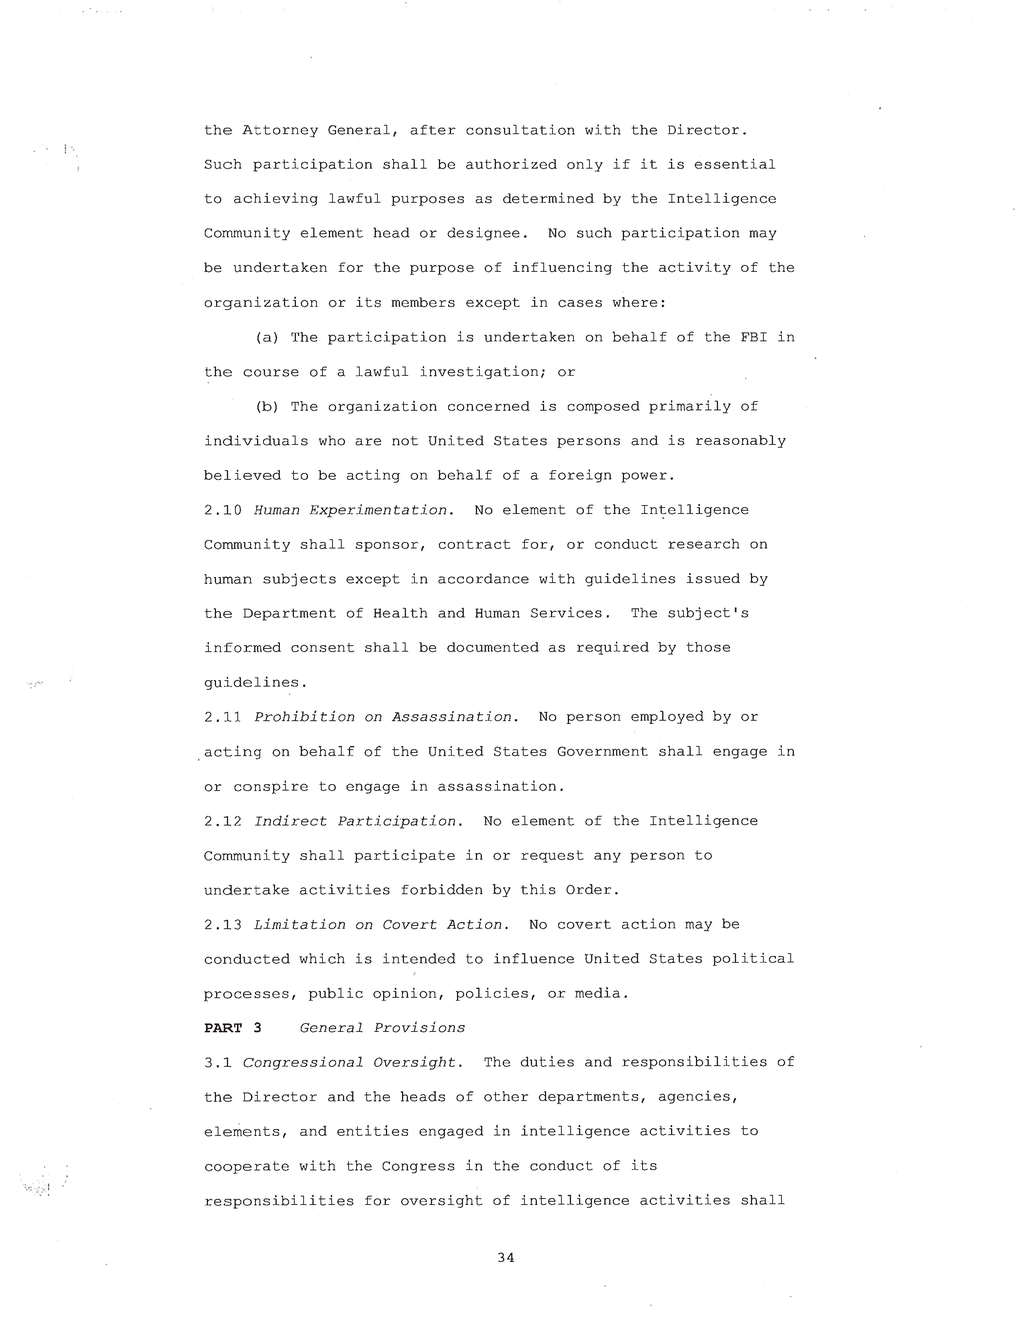 the Attorney General, after consultation with the Director.
Such participation shall be authorized only if it is essential
to achieving lawful purposes as determined by the Intelligence
Community element head or designee.  No such participation may
be undertaken for the purpose of influencing the activity of the
organization or its members except in cases where:
(a) The participation is undertaken on behalf of the FBI in
the course of a lawful investigation; or
(b) The organization concerned is composed primarily of
individuals who are not United States persons and is reasonably
believed to be acting on behalf of a foreign power.
2.10 Human Experimentation.  No element of the Intelligence
Community shall sponsor, contract for, or conduct research on
human subjects except in accordance with guidelines issued by
the Department of Health and Human Services.  The subject's
informed consent shall be documented as required by those
guidelines.
2.11 Prohibition on Assassination.  No person employed by or
acting on behalf of the United States Government shall engage in
or conspire to engage in assassination.
2.12 Indirect Participation.  No element of the Intelligence
Community shall participate in or request any person to
undertake activities forbidden by this Order.
2.13 Limitation on Covert Action.  No covert action may be
conducted which is intended to influence United States political
processes, public opinion, policies, or media.
PART 3 General Provisions
3.1 Congressional Oversight.  The duties and responsibilities of
the Director and the heads of other departments, agencies,
elements, and entities engaged in intelligence activities to
cooperate with the Congress in the conduct of its
responsibilities for oversight of intelligence activities shall
34